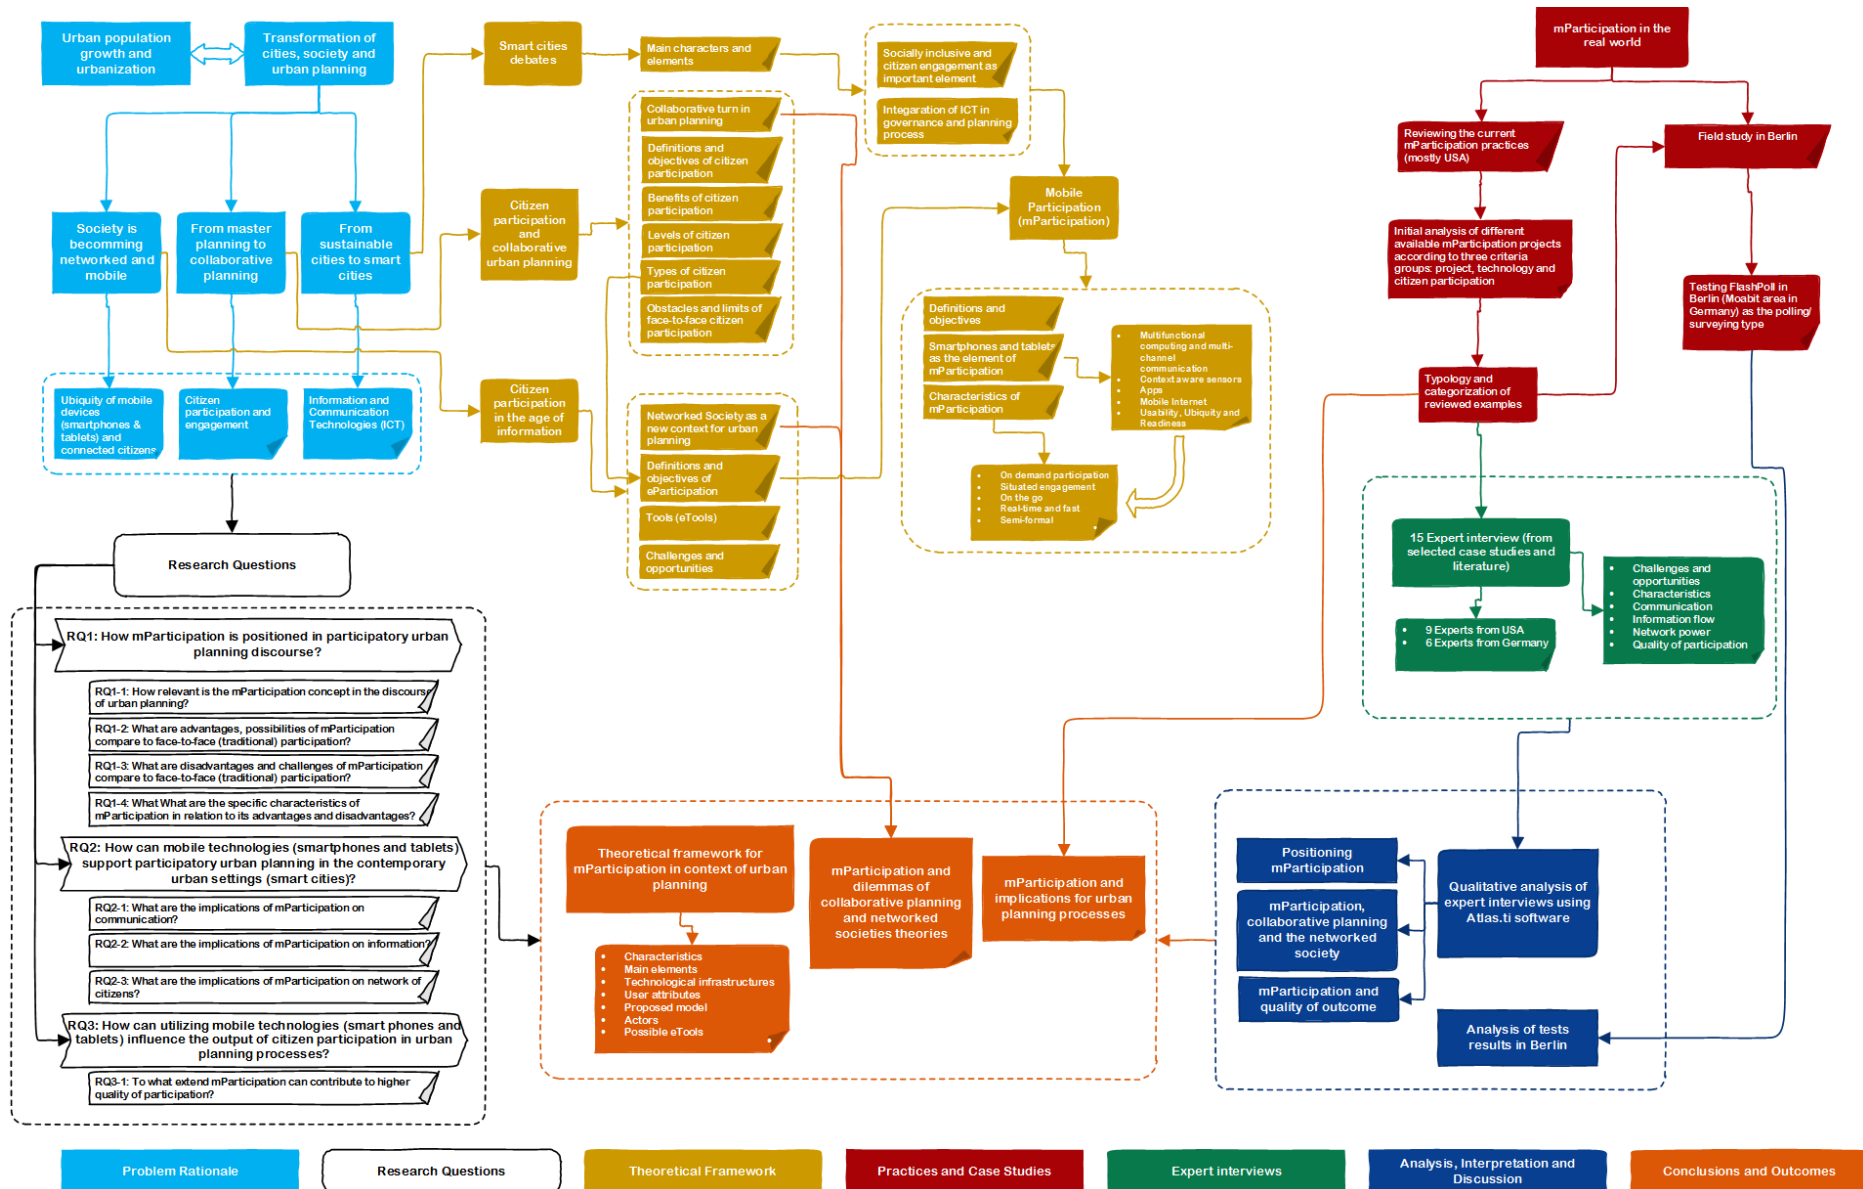 Urban population
growth and
urbanization
Transformation of
cities, society and
urban planning
Society is
becomming
networked and
mobile
From master
planning to
collaborative
planning
From
sustainable
cities to smart
cities
Ubiquity of mobile
devices
(smartphones &
tablets) and
connected citizens
Citizen
participation and
engagement
Information and
Communication
Technologies (ICT)
Research Questions
RQ1: How mParticipation is positioned in participatory urban
planning discourse?
RQ1-1: How relevant is the mParticipation concept in the discourse
of urban planning?
RQ1-2: What are advantages, possibilities of mParticipation
compare to face-to-face (traditional) participation?
RQ1-3: What are disadvantages and challenges of mParticipation
compare to face-to-face (traditional) participation?
RQ1-4: What What are the specific characteristics of
mParticipation in relation to its advantages and disadvantages?
RQ2: How can mobile technologies (smartphones and tablets)
support participatory urban planning in the contemporary
urban settings (smart cities)?
RQ2-1: What are the implications of mParticipation on
communication?
RQ2-2: What are the implications of mParticipation on information?
RQ2-3: What are the implications of mParticipation on network of
citizens?
RQ3: How can utilizing mobile technologies (smart phones and
tablets) influence the output of citizen participation in urban
planning processes?
RQ3-1: To what extend mParticipation can contribute to higher
quality of participation?
Smart cities
debates
Main characters and
elements
Socially inclusive and
citizen engagement as
important element
Integaration of ICT in
governance and planning
process
Citizen
participation
and
collaborative
urban planning
Collaborative turn in
urban planning
Definitions and
objectives of citizen
participation
Benefits of citizen
participation
Levels of citizen
participation
Types of citizen
participation
Obstacles and limits of
face-to-face citizen
participation
Citizen
participation
in the age of
information
Networked Society as a
new context for urban
planning
Definitions and
objectives of
eParticipation
Tools (eTools)
Challenges and
opportunities
Mobile
Participation
(mParticipation)
Definitions and
objectives
Smartphones and tablets
as the element of
mParticipation
Characteristics of
mParticipation
• Multifunctional
computing and multi-
channel
communication
• Context aware sensors
• Apps
• Mobile Internet
• Usability, Ubiquity and
Readiness
• On demand participation
• Situated engagement
• On the go
• Real-time and fast
• Semi-formal
mParticipation in the
real world
Reviewing the current
mParticipation practices
(mostly USA)
Field study in Berlin
Initial analysis of different
available mParticipation projects
according to three criteria
groups: project, technology and
citizen participation
Testing FlashPoll in
Berlin (Moabit area in
Germany) as the polling/
surveying type
Typology and
categorization of
reviewed examples
15 Expert interview (from
selected case studies and
literature)
• 9 Experts from USA
• 6 Experts from Germany
• Challenges and
opportunities
• Characteristics
• Communication
• Information flow
• Network power
• Quality of participation
Theoretical framework for
mParticipation in context of urban
planning
• Characteristics
• Main elements
• Technological infrastructures
• User attributes
• Proposed model
• Actors
• Possible eTools
mParticipation and
dilemmas of
collaborative planning
and networked
societies theories
mParticipation and
implications for urban
planning processes
Positioning
mParticipation
mParticipation,
collaborative planning
and the networked
society
mParticipation and
quality of outcome
Qualitative analysis of
expert interviews using
Atlas.ti software
Analysis of tests
results in Berlin
Problem Rationale
Research Questions
Theoretical Framework
Practices and Case Studies
Expert interviews
Analysis, Interpretation and
Discussion
Conclusions and Outcomes